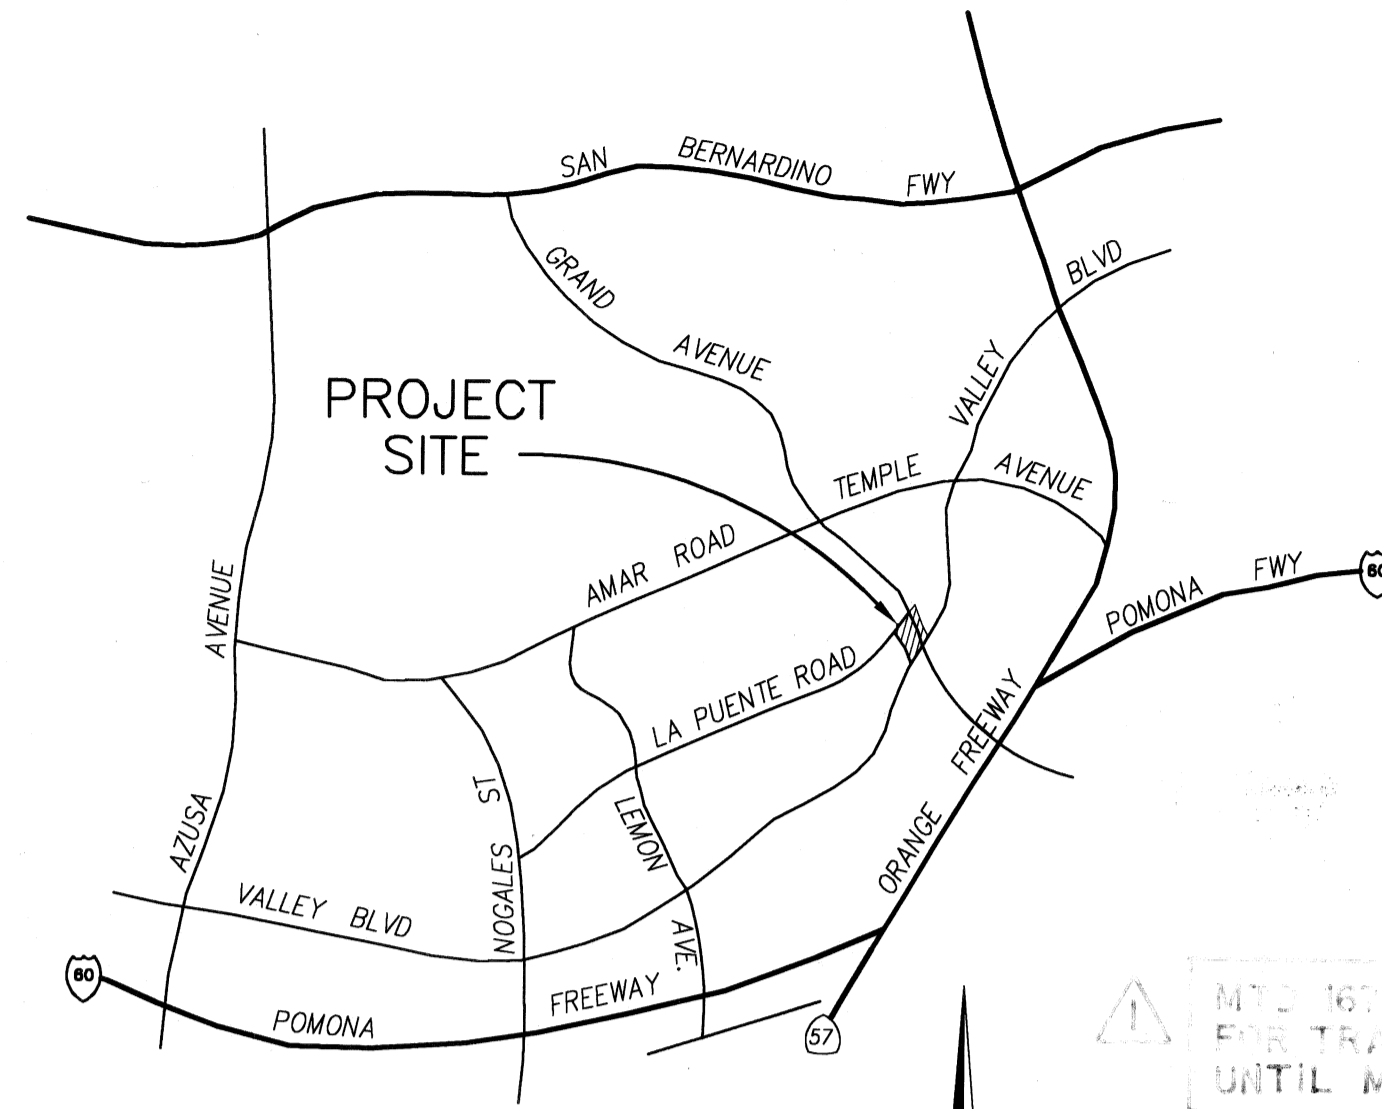 SAN BERNARDINO FWY
GRAND AVENUE
VALLEY BLVD
PROJECT
SITE
TEMPLE AVENUE
AMAR ROAD
AVENUE
AZUSA
POMONA FWY
60
LA PUENTE ROAD
ORANGE FREEWAY
NOGALES ST
LEMON AVE.
VALLEY BLVD
60
POMONA FREEWAY
57
UNTIL